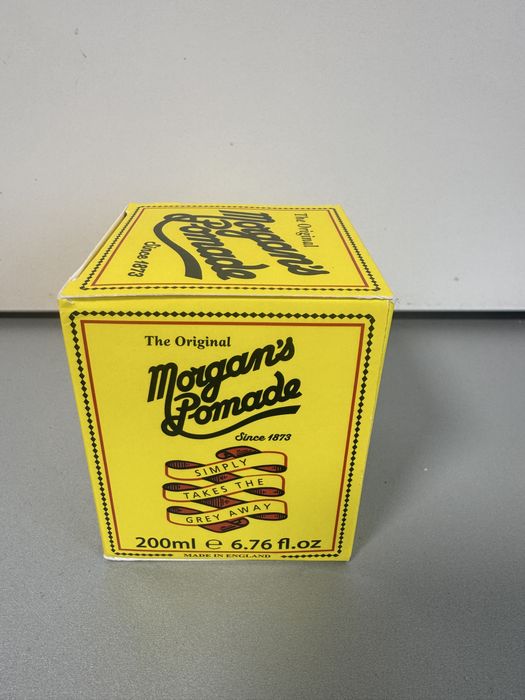 The Original
Morgan's
Pomade
Since 1873
The Original
Morgan's
Pomade
Since 1873
SIMPLY
TAKES THE
GREY AWAY
200ml ℮ 6.76 fl.oz
MADE IN ENGLAND